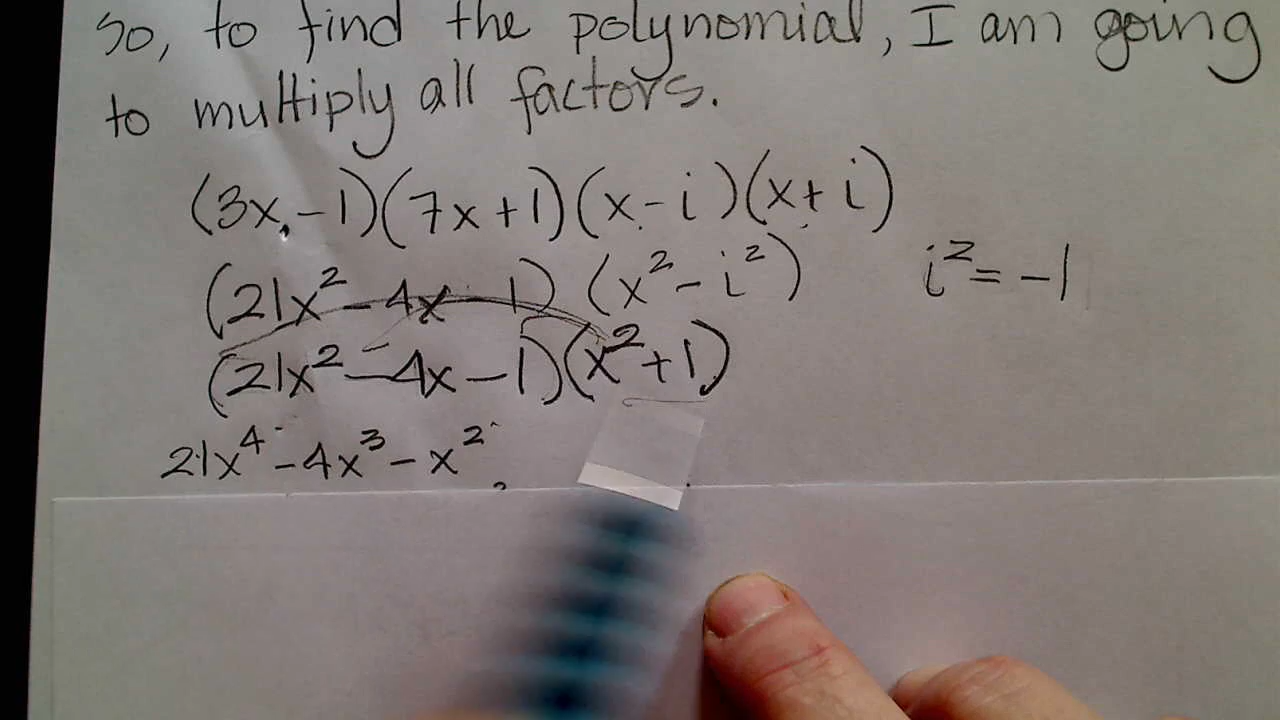 So, to find the polynomial, I am going
to multiply all factors.
(3x-1)(7x+1)(x-i)(x+i)
(21x²-4x-1)(x²-i²) i²=-1
(21x²-4x-1)(x²+1)
21x⁴-4x³-x²